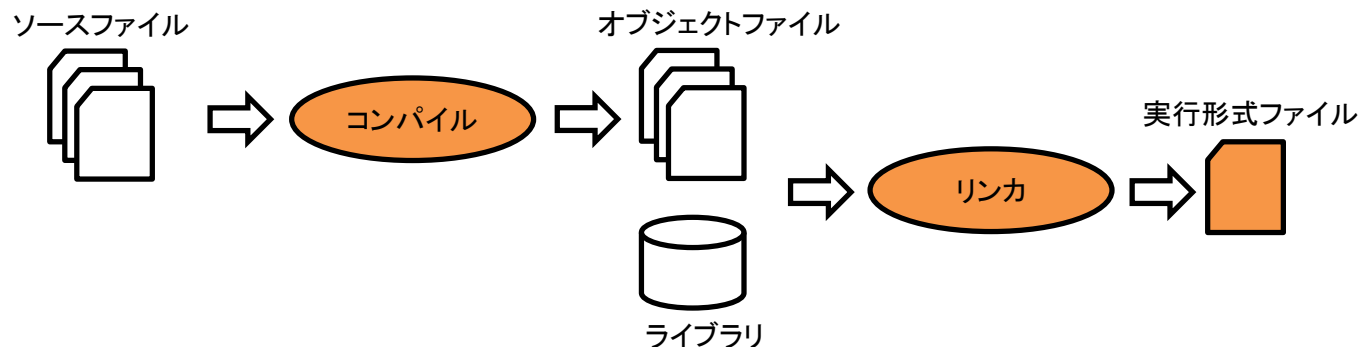 ソースファイル
コンパイル
オブジェクトファイル
ライブラリ
リンカ
実行形式ファイル